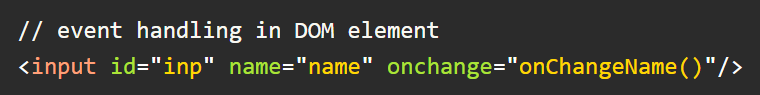 // event handling in DOM element
<input id="inp" name="name" onchange="onChangeName()"/>